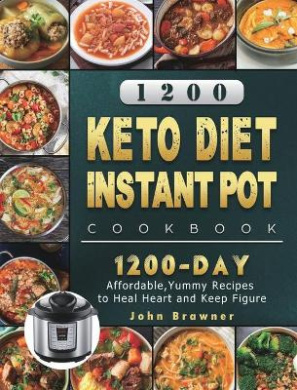 1200
KETO DIET
INSTANT POT
COOKBOOK
1200-DAY
Affordable,Yummy Recipes
to Heal Heart and Keep Figure
John Brawner